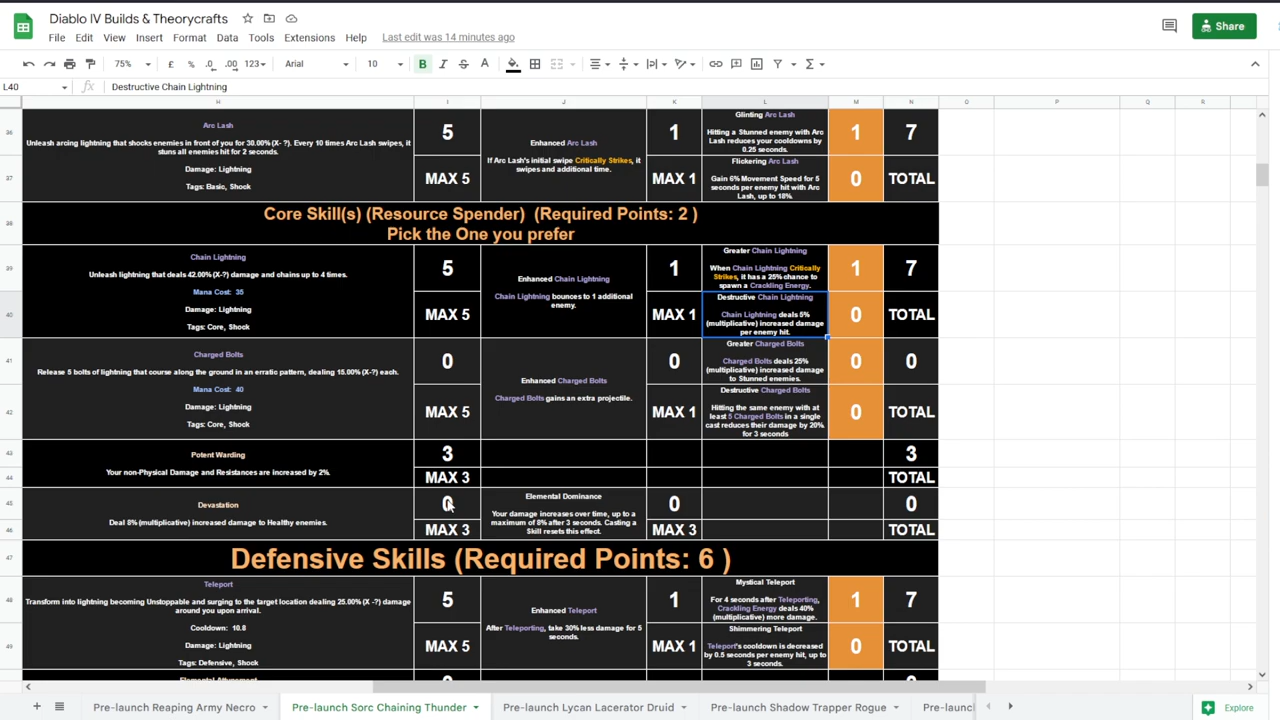 Diablo IV Builds & Theorycrafts
File Edit View Insert Format Data Tools Extensions Help Last edit was 14 minutes ago
Share
75% £ % .0 .00 123 Arial 10 B I S A Σ
L40 fx Destructive Chain Lightning
H I J K L M N O P Q R
36
Arc Lash
Unleash arcing lightning that shocks enemies in front of you for 30.00% (X- ?). Every 10 times Arc Lash swipes, it
stuns all enemies hit for 2 seconds.
Damage: Lightning
Tags: Basic, Shock
5
MAX 5
Enhanced Arc Lash
If Arc Lash's initial swipe Critically Strikes, it
swipes and additional time.
1
MAX 1
Glinting Arc Lash
Hitting a Stunned enemy with Arc
Lash reduces your cooldowns by
0.25 seconds.
1
7
37
Flickering Arc Lash
Gain 6% Movement Speed for 5
seconds per enemy hit with Arc
Lash, up to 18%.
0
TOTAL
38
Core Skill(s) (Resource Spender) (Required Points: 2 )
Pick the One you prefer
39
Chain Lightning
Unleash lightning that deals 42.00% (X-?) damage and chains up to 4 times.
Mana Cost: 35
Damage: Lightning
Tags: Core, Shock
5
MAX 5
Enhanced Chain Lightning
Chain Lightning bounces to 1 additional
enemy.
1
MAX 1
Greater Chain Lightning
When Chain Lightning Critically
Strikes, it has a 25% chance to
spawn a Crackling Energy.
1
7
40
Destructive Chain Lightning
Chain Lightning deals 5%
(multiplicative) increased damage
per enemy hit.
0
TOTAL
41
Charged Bolts
Release 5 bolts of lightning that course along the ground in an erratic pattern, dealing 15.00% (X-?) each.
Mana Cost: 40
Damage: Lightning
Tags: Core, Shock
0
MAX 5
Enhanced Charged Bolts
Charged Bolts gains an extra projectile.
0
MAX 1
Greater Charged Bolts
Charged Bolts deals 25%
(multiplicative) increased damage
to Stunned enemies.
0
0
42
Destructive Charged Bolts
Hitting the same enemy with at
least 5 Charged Bolts in a single
cast reduces their damage by 20%
for 3 seconds
0
TOTAL
43
Potent Warding
Your non-Physical Damage and Resistances are increased by 2%.
3
3
44
MAX 3
TOTAL
45
Devastation
Deal 8% (multiplicative) increased damage to Healthy enemies.
0
MAX 3
Elemental Dominance
Your damage increases over time, up to a
maximum of 8% after 3 seconds. Casting a
Skill resets this effect.
0
MAX 3
0
46
TOTAL
47
Defensive Skills (Required Points: 6 )
48
Teleport
Transform into lightning becoming Unstoppable and surging to the target location dealing 25.00% (X -?) damage
around you upon arrival.
Cooldown: 10.8
Damage: Lightning
Tags: Defensive, Shock
5
MAX 5
Enhanced Teleport
After Teleporting, take 30% less damage for 5
seconds.
1
MAX 1
Mystical Teleport
For 4 seconds after Teleporting,
Crackling Energy deals 40%
(multiplicative) more damage.
1
7
49
Shimmering Teleport
Teleport's cooldown is decreased
by 0.5 seconds per enemy hit, up to
3 seconds.
0
TOTAL
Pre-launch Reaping Army Necro Pre-launch Sorc Chaining Thunder Pre-launch Lycan Lacerator Druid Pre-launch Shadow Trapper Rogue Pre-launch
Explore